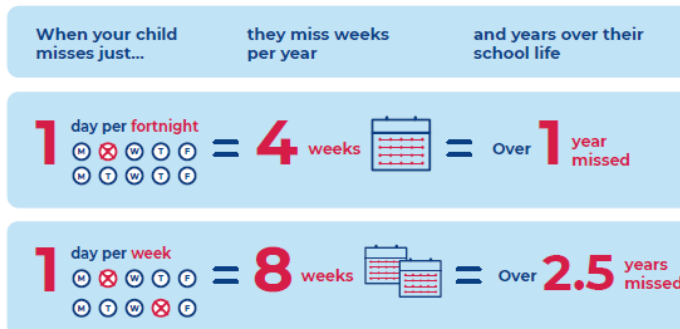 When your child misses just...
they miss weeks per year
and years over their school life
1 day per fortnight = 4 weeks = Over 1 year missed
M T W T F
M T W T F
1 day per week = 8 weeks = Over 2.5 years missed
M T W T F
M T W T F